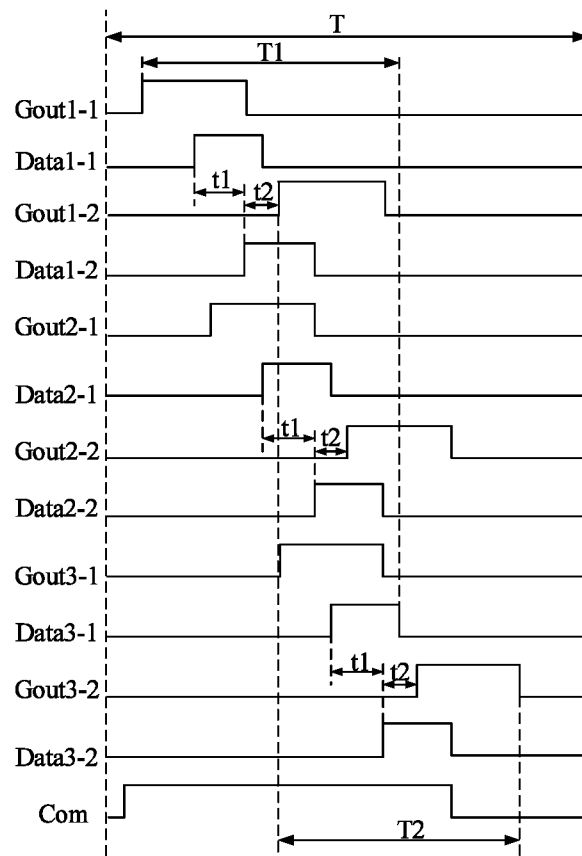 T
T1
Gout1-1
Data1-1
t1
t2
Gout1-2
Data1-2
Gout2-1
Data2-1
t1
t2
Gout2-2
Data2-2
Gout3-1
Data3-1
t1
t2
Gout3-2
Data3-2
Com
T2